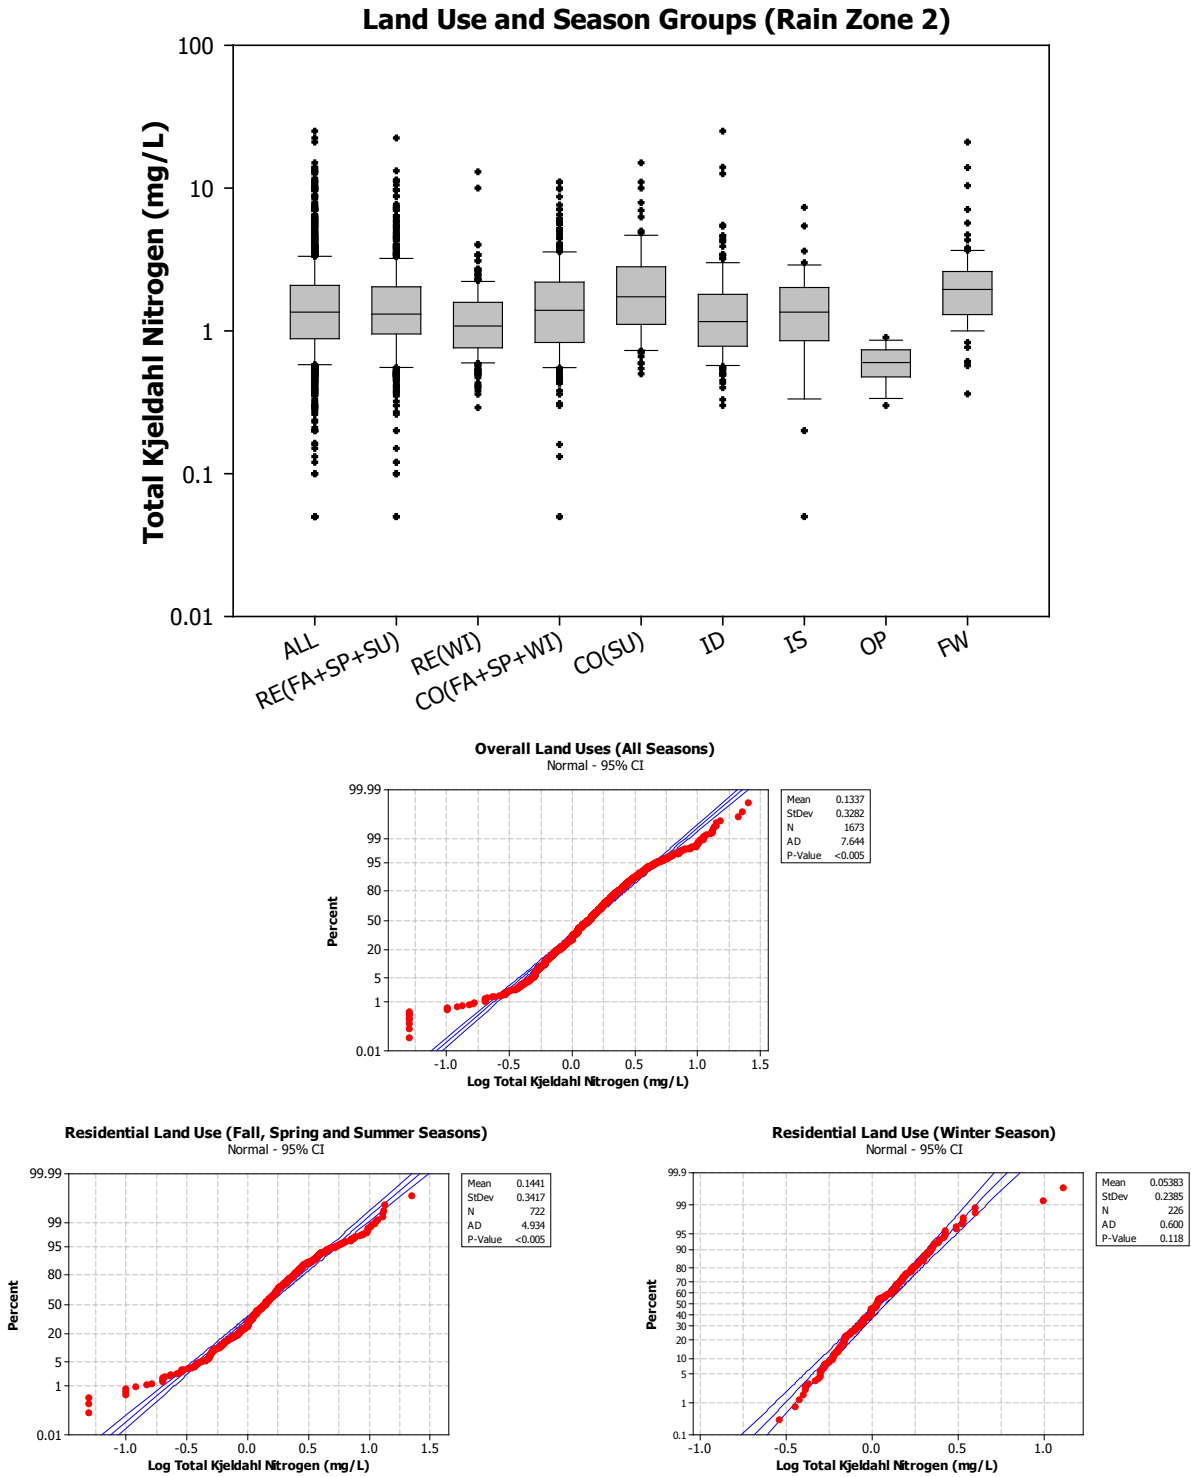 Land Use and Season Groups (Rain Zone 2)
Total Kjeldahl Nitrogen (mg/L)
100
10
1
0.1
0.01
ALL
RE(FA+SP+SU)
RE(WI)
CO(FA+SP+WI)
CO(SU)
ID
IS
OP
FW
Overall Land Uses (All Seasons)
Normal - 95% CI
Percent
99.99
99
95
80
50
20
5
1
0.01
-1.0 -0.5 0.0 0.5 1.0 1.5
Log Total Kjeldahl Nitrogen (mg/L)
Mean 0.1337
StDev 0.3282
N 1673
AD 7.644
P-Value <0.005
Residential Land Use (Fall, Spring and Summer Seasons)
Normal - 95% CI
Percent
99.99
99
95
80
50
20
5
1
0.01
-1.0 -0.5 0.0 0.5 1.0 1.5
Log Total Kjeldahl Nitrogen (mg/L)
Mean 0.1441
StDev 0.3417
N 722
AD 4.934
P-Value <0.005
Residential Land Use (Winter Season)
Normal - 95% CI
Percent
99.9
99
95
90
80
70
60
50
40
30
20
10
5
1
0.1
-1.0 -0.5 0.0 0.5 1.0
Log Total Kjeldahl Nitrogen (mg/L)
Mean 0.05383
StDev 0.2385
N 226
AD 0.600
P-Value 0.118